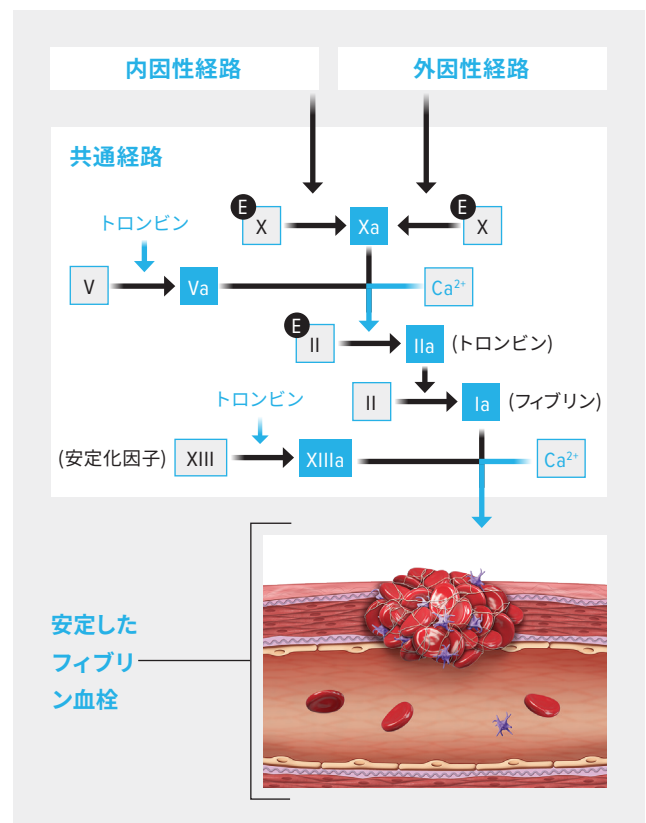 内因性経路
外因性経路
共通経路
E
X
Xa
E
X
トロンビン
V
Va
Ca²⁺
E
II
IIa
(トロンビン)
トロンビン
II
Ia
(フィブリン)
(安定化因子)
XIII
XIIIa
Ca²⁺
安定した
フィブリ
ン血栓